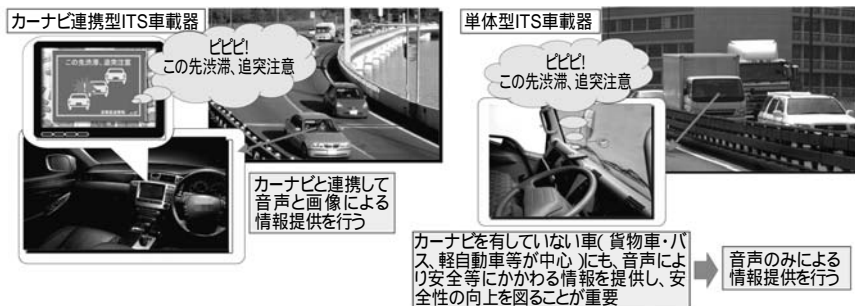 カーナビ連携型ITS車載器
ピピピ!
この先渋滞、追突注意
この先渋滞、追突注意
カーナビと連携して
音声と画像による
情報提供を行う
単体型ITS車載器
ピピピ!
この先渋滞、追突注意
カーナビを有していない車( 貨物車・バ
ス、軽自動車等が中心 )にも、音声によ
り安全等にかかわる情報を提供し、安
全性の向上を図ることが重要
音声のみによる
情報提供を行う